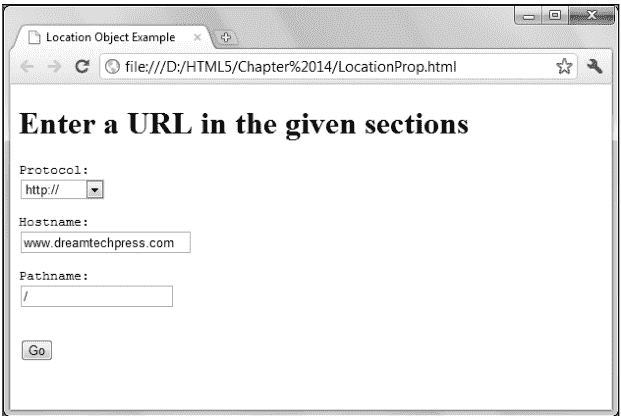 Location Object Example
file:///D:/HTML5/Chapter%2014/LocationProp.html
Enter a URL in the given sections
Protocol:
http://
Hostname:
www.dreamtechpress.com
Pathname:
/
Go